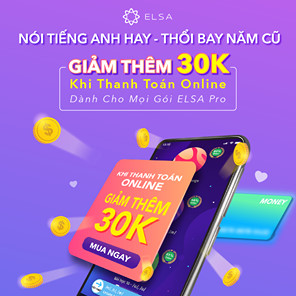 ELSA
NÓI TIẾNG ANH HAY - THỔI BAY NĂM CŨ
GIẢM THÊM 30K
Khi Thanh Toán Online
Dành Cho Mọi Gói ELSA Pro
KHI THANH TOÁN
ONLINE
GIẢM THÊM
30K
MUA NGAY
MONEY